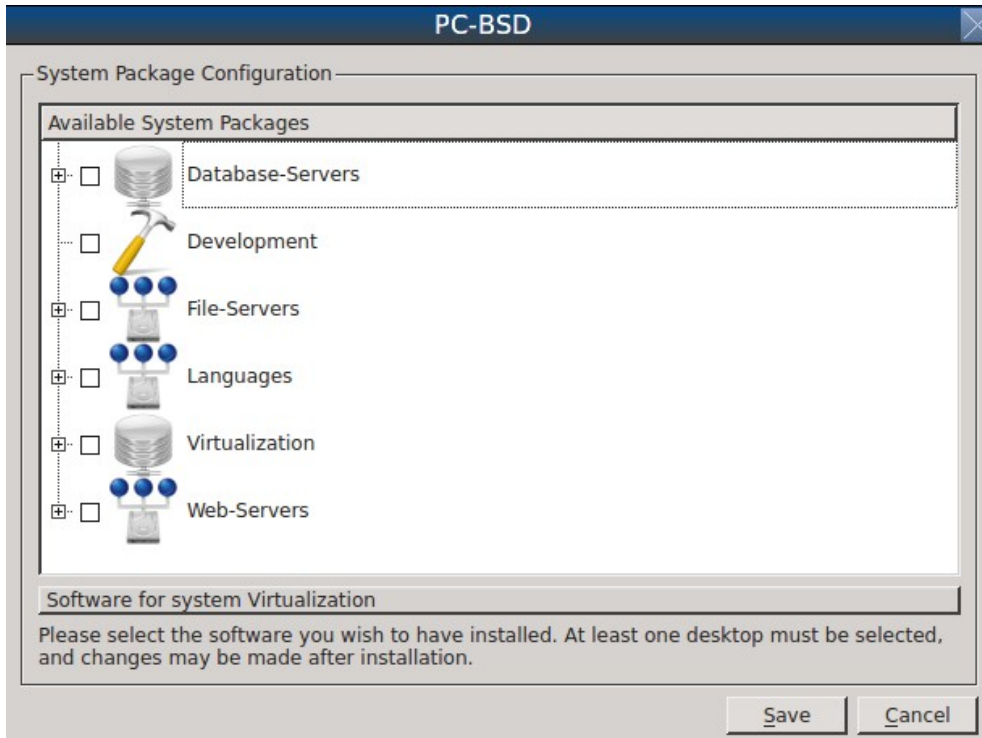 PC-BSD
System Package Configuration
Available System Packages
Database-Servers
Development
File-Servers
Languages
Virtualization
Web-Servers
Software for system Virtualization
Please select the software you wish to have installed. At least one desktop must be selected,
and changes may be made after installation.
Save Cancel